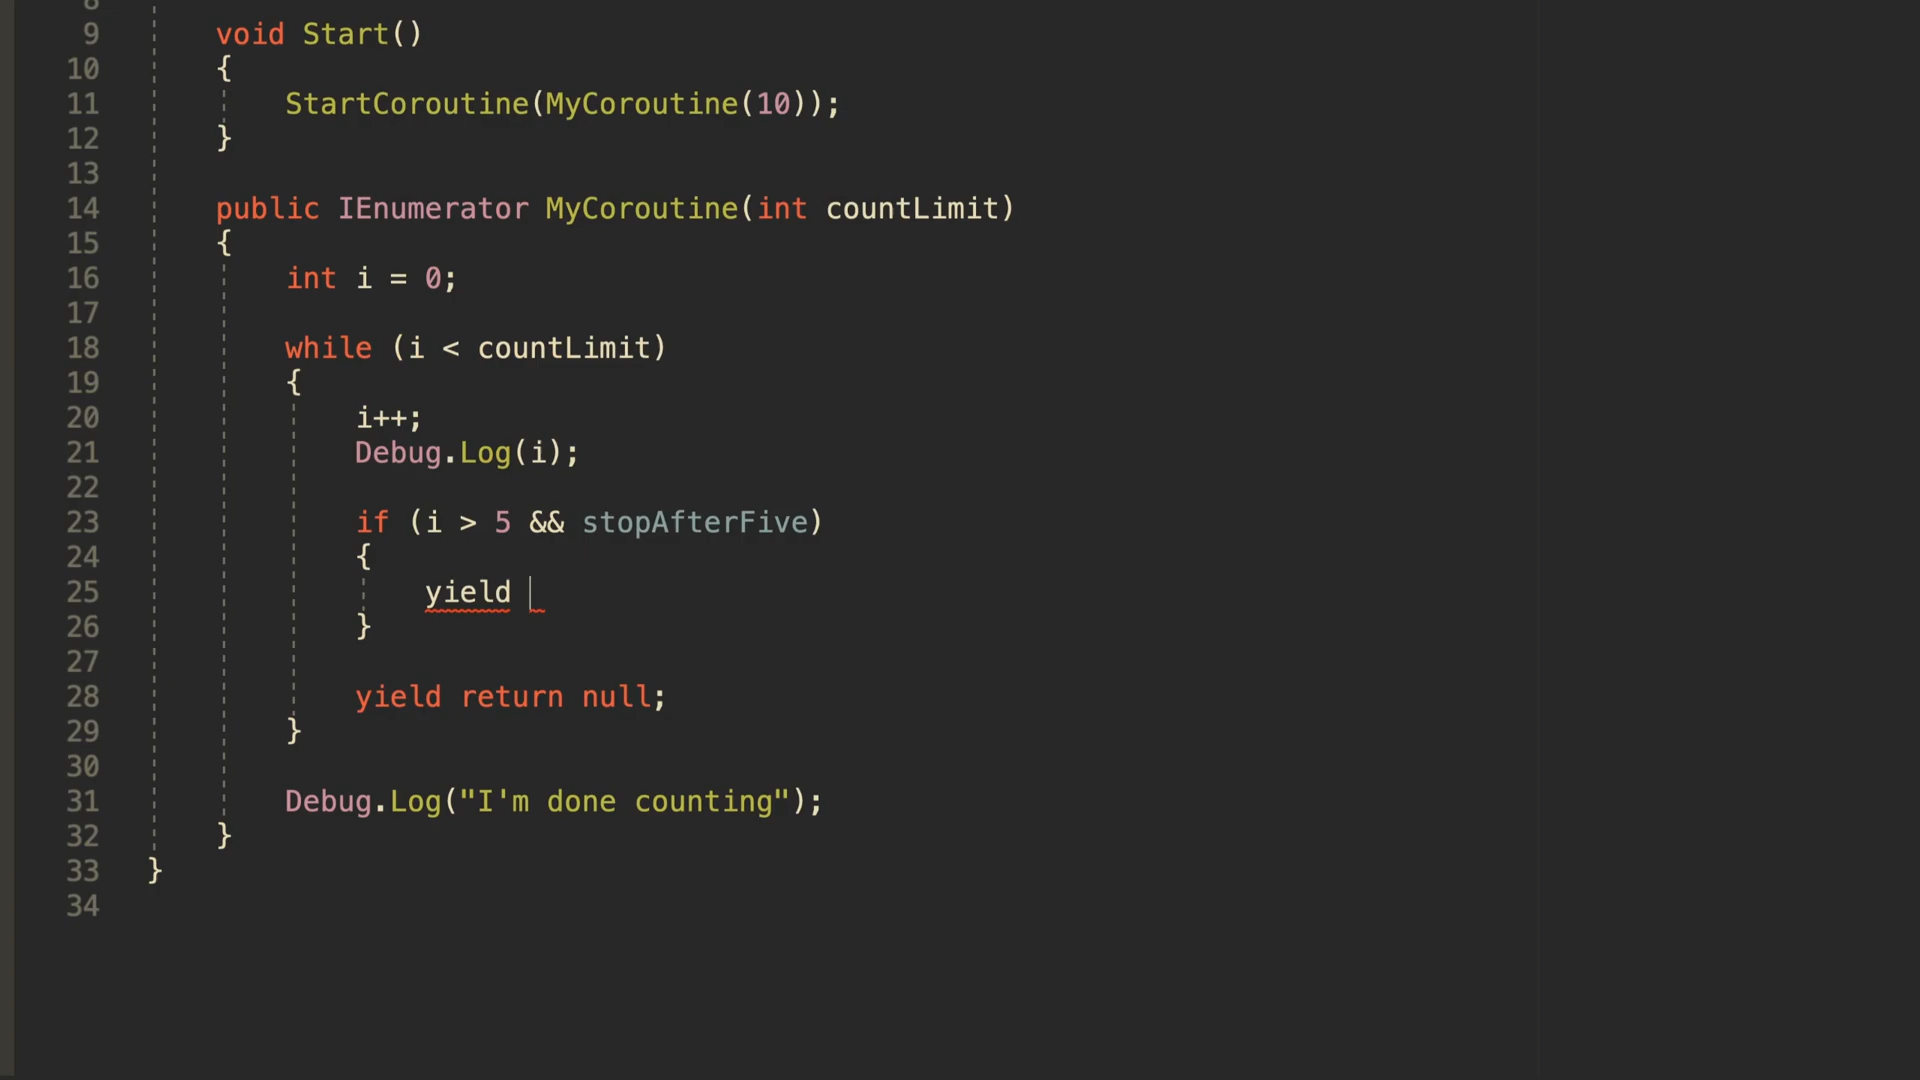 8
9 void Start()
10 {
11 StartCoroutine(MyCoroutine(10));
12 }
13
14 public IEnumerator MyCoroutine(int countLimit)
15 {
16 int i = 0;
17
18 while (i < countLimit)
19 {
20 i++;
21 Debug.Log(i);
22
23 if (i > 5 && stopAfterFive)
24 {
25 yield
26 }
27
28 yield return null;
29 }
30
31 Debug.Log("I'm done counting");
32 }
33 }
34